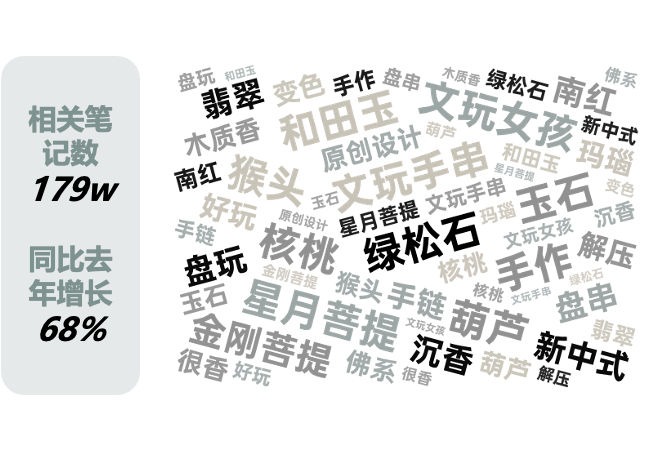 相关笔
记数
179w
同比去
年增长
68%
盘玩
和田玉
翡翠
变色
手作
盘串
木质香
绿松石
南红
佛系
文玩女孩
新中式
木质香
和田玉
原创设计
葫芦
和田玉
玛瑙
南红
猴头
玉石
文玩手串
星月菩提
变色
好玩
原创设计
星月菩提
文玩手串
玛瑙
玉石
沉香
手链
核桃
绿松石
文玩女孩
解压
盘玩
金刚菩提
猴头
手链
核桃
核桃
文玩手串
手作
绿松石
盘串
玉石
星月菩提
文玩女孩
葫芦
翡翠
金刚菩提
沉香
新中式
很香
好玩
佛系
很香
葫芦
解压